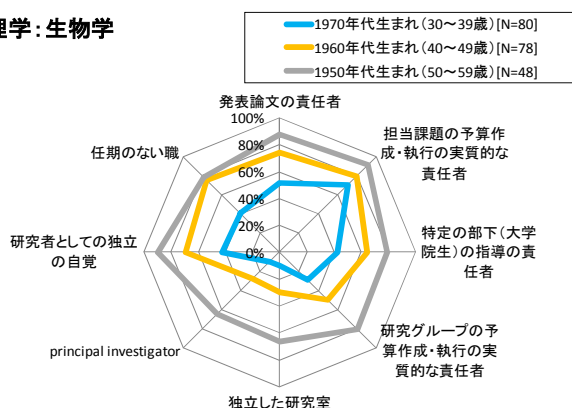 理学：生物学
1970年代生まれ（30～39歳）[N=80]
1960年代生まれ（40～49歳）[N=78]
1950年代生まれ（50～59歳）[N=48]
発表論文の責任者
担当課題の予算作
成・執行の実質的な
責任者
特定の部下（大学
院生）の指導の責
任者
研究グループの予
算作成・執行の実
質的な責任者
独立した研究室
principal investigator
研究者としての独立
の自覚
任期のない職
100%
80%
60%
40%
20%
0%